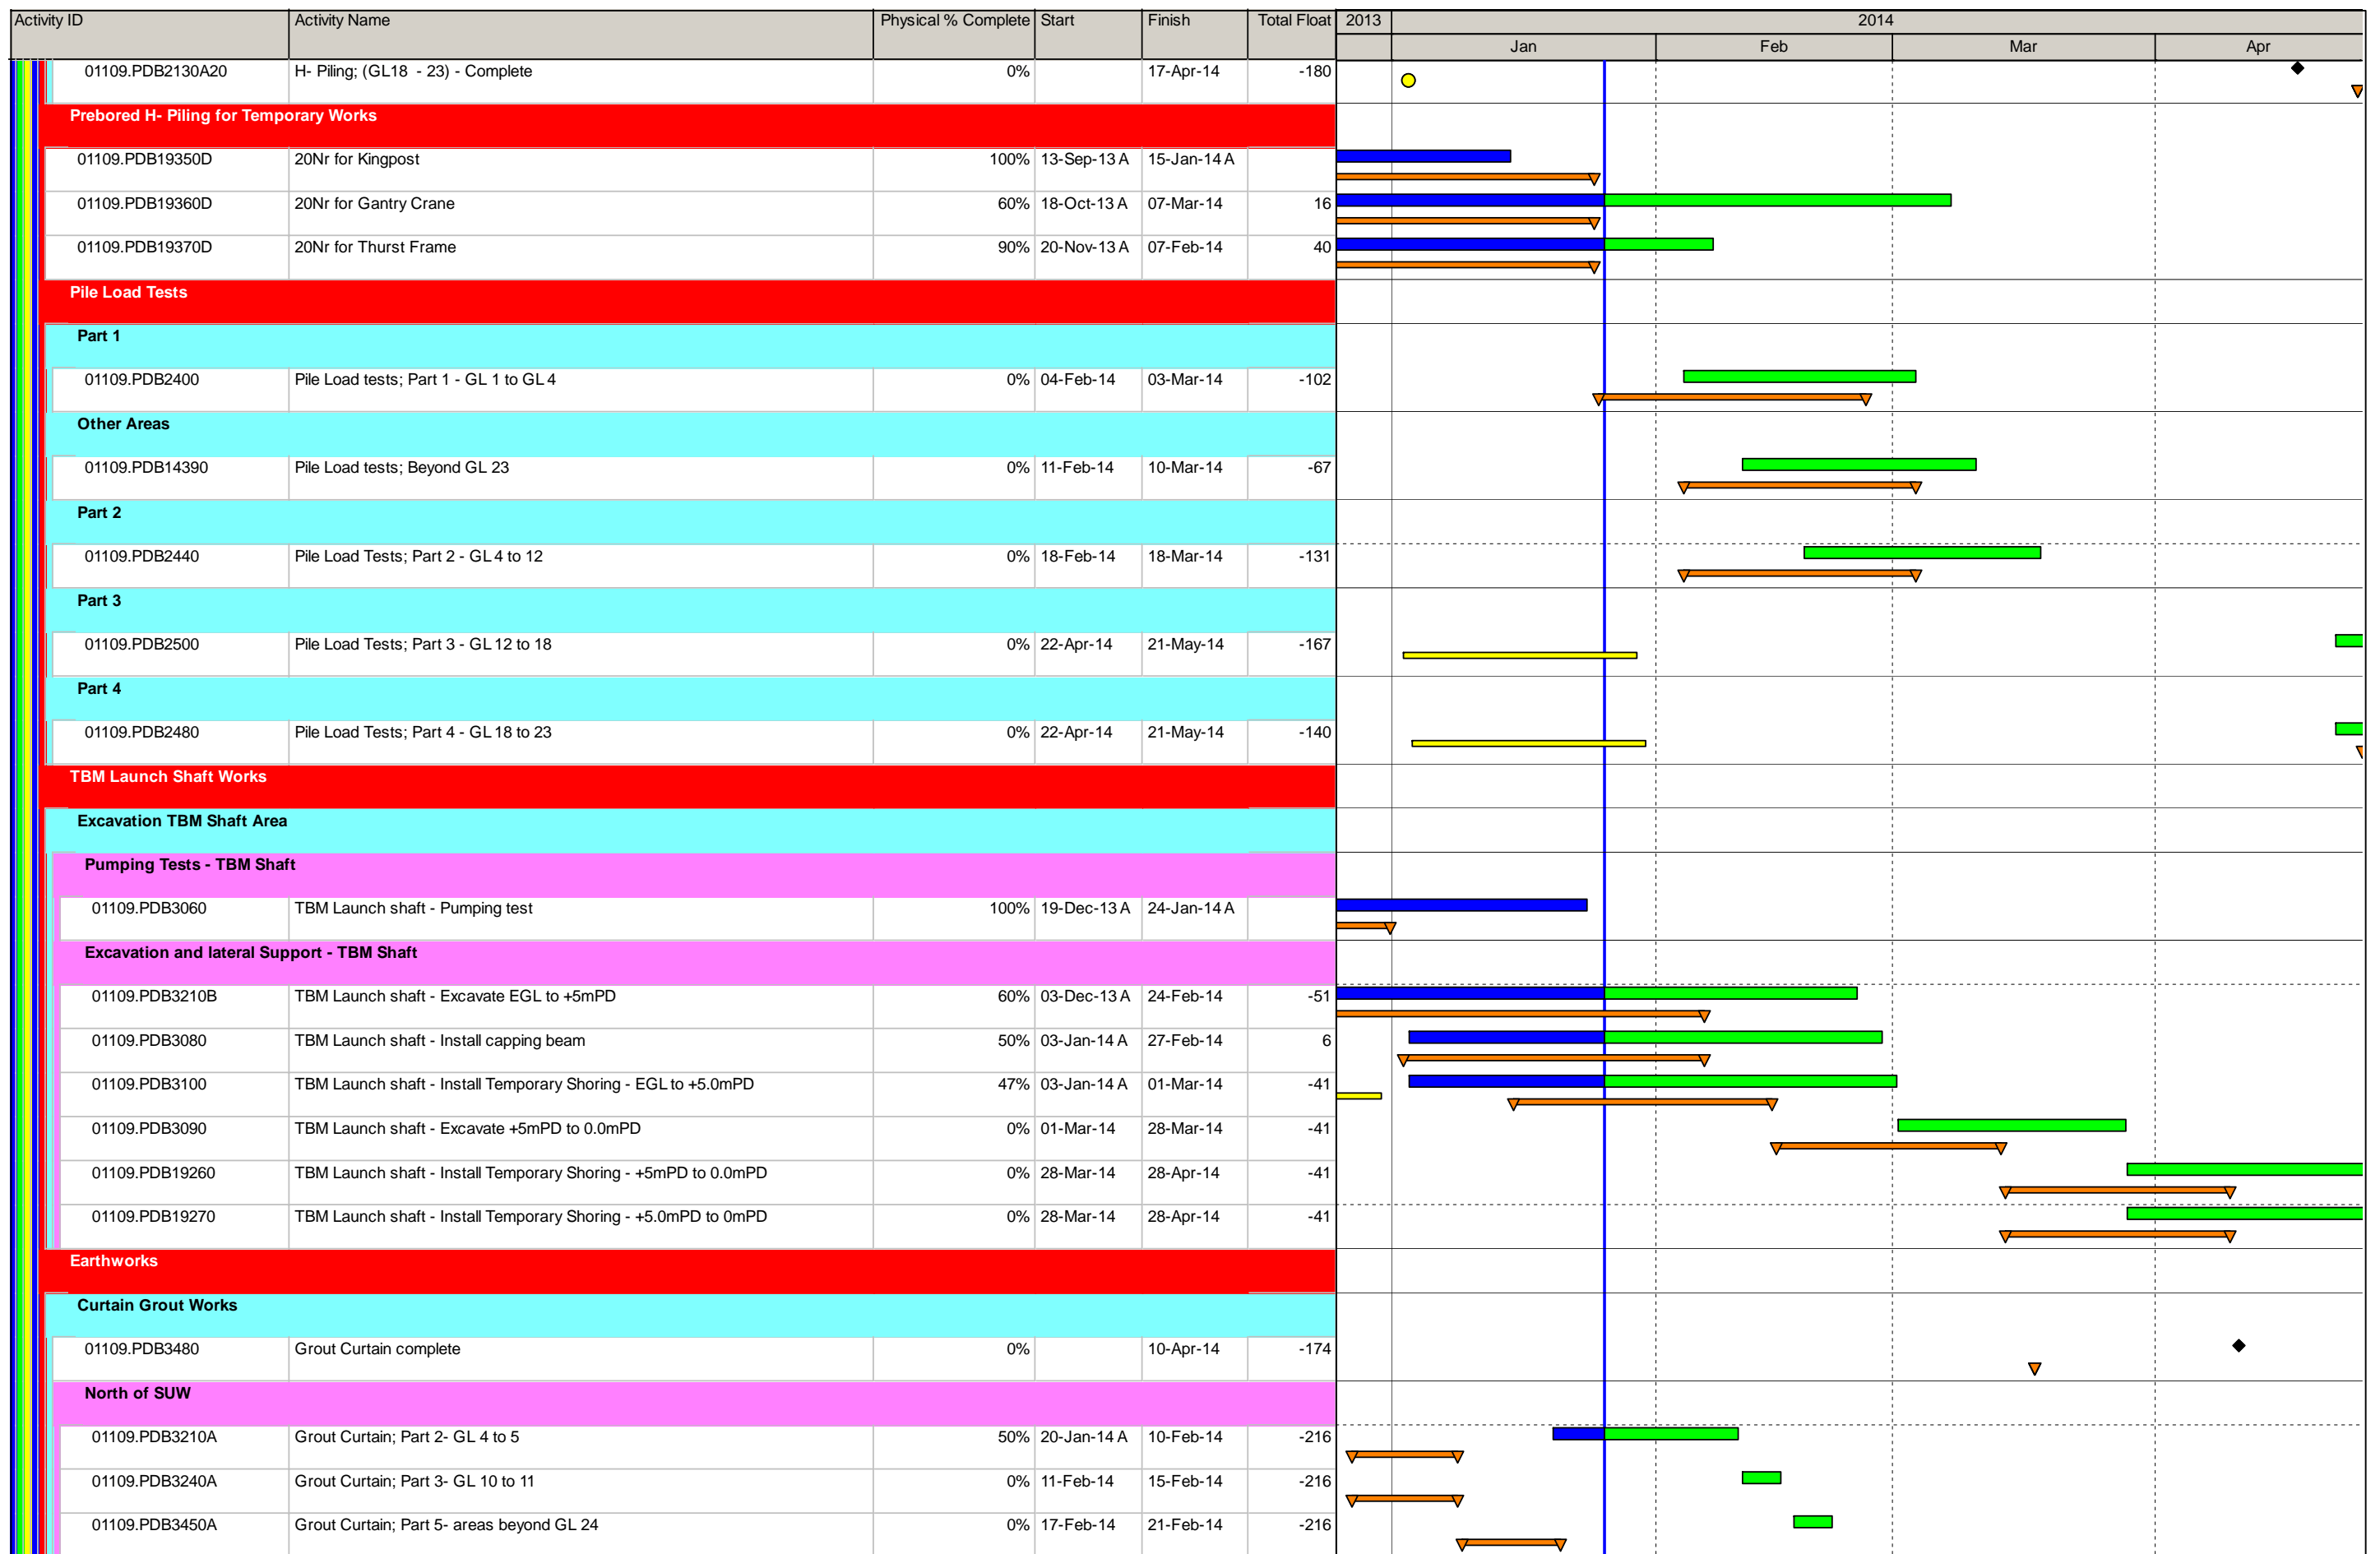 Activity ID Activity Name Physical % Complete Start Finish Total Float 2013 2014
Jan Feb Mar Apr
01109.PDB2130A20 H- Piling; (GL18 - 23) - Complete 0% 17-Apr-14 -180
Prebored H- Piling for Temporary Works
01109.PDB19350D 20Nr for Kingpost 100% 13-Sep-13 A 15-Jan-14 A
01109.PDB19360D 20Nr for Gantry Crane 60% 18-Oct-13 A 07-Mar-14 16
01109.PDB19370D 20Nr for Thurst Frame 90% 20-Nov-13 A 07-Feb-14 40
Pile Load Tests
Part 1
01109.PDB2400 Pile Load tests; Part 1 - GL 1 to GL 4 0% 04-Feb-14 03-Mar-14 -102
Other Areas
01109.PDB14390 Pile Load tests; Beyond GL 23 0% 11-Feb-14 10-Mar-14 -67
Part 2
01109.PDB2440 Pile Load Tests; Part 2 - GL 4 to 12 0% 18-Feb-14 18-Mar-14 -131
Part 3
01109.PDB2500 Pile Load Tests; Part 3 - GL 12 to 18 0% 22-Apr-14 21-May-14 -167
Part 4
01109.PDB2480 Pile Load Tests; Part 4 - GL 18 to 23 0% 22-Apr-14 21-May-14 -140
TBM Launch Shaft Works
Excavation TBM Shaft Area
Pumping Tests - TBM Shaft
01109.PDB3060 TBM Launch shaft - Pumping test 100% 19-Dec-13 A 24-Jan-14 A
Excavation and lateral Support - TBM Shaft
01109.PDB3210B TBM Launch shaft - Excavate EGL to +5mPD 60% 03-Dec-13 A 24-Feb-14 -51
01109.PDB3080 TBM Launch shaft - Install capping beam 50% 03-Jan-14 A 27-Feb-14 6
01109.PDB3100 TBM Launch shaft - Install Temporary Shoring - EGL to +5.0mPD 47% 03-Jan-14 A 01-Mar-14 -41
01109.PDB3090 TBM Launch shaft - Excavate +5mPD to 0.0mPD 0% 01-Mar-14 28-Mar-14 -41
01109.PDB19260 TBM Launch shaft - Install Temporary Shoring - +5mPD to 0.0mPD 0% 28-Mar-14 28-Apr-14 -41
01109.PDB19270 TBM Launch shaft - Install Temporary Shoring - +5.0mPD to 0mPD 0% 28-Mar-14 28-Apr-14 -41
Earthworks
Curtain Grout Works
01109.PDB3480 Grout Curtain complete 0% 10-Apr-14 -174
North of SUW
01109.PDB3210A Grout Curtain; Part 2- GL 4 to 5 50% 20-Jan-14 A 10-Feb-14 -216
01109.PDB3240A Grout Curtain; Part 3- GL 10 to 11 0% 11-Feb-14 15-Feb-14 -216
01109.PDB3450A Grout Curtain; Part 5- areas beyond GL 24 0% 17-Feb-14 21-Feb-14 -216